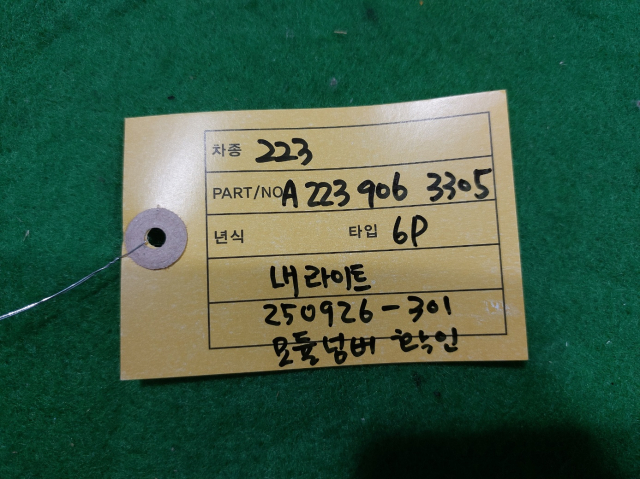 차종 223
PART/NO A 223 906 3305
년식 타입 6P
내라이트
250926-301
모듈넘버 확인